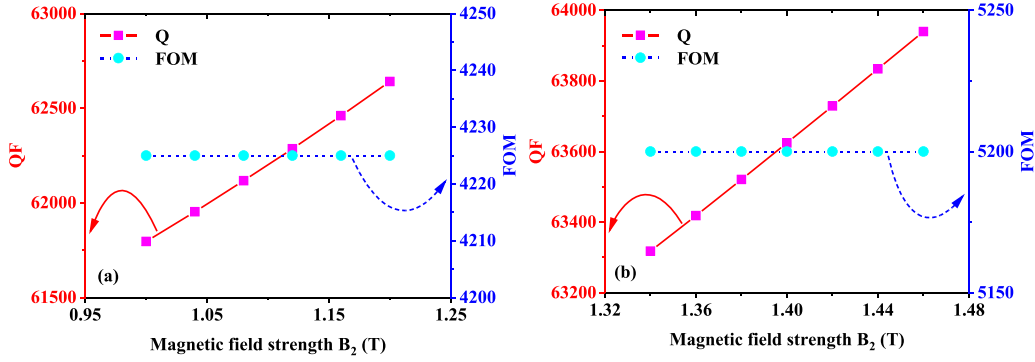 63000
62500
62000
61500
QF
Q
FOM
(a)
4250
4240
4230
4220
4210
4200
FOM
0.95
1.05
1.15
1.25
Magnetic field strength B2 (T)
64000
63800
63600
63400
63200
QF
Q
FOM
(b)
5250
5200
5150
FOM
1.32
1.36
1.40
1.44
1.48
Magnetic field strength B2 (T)